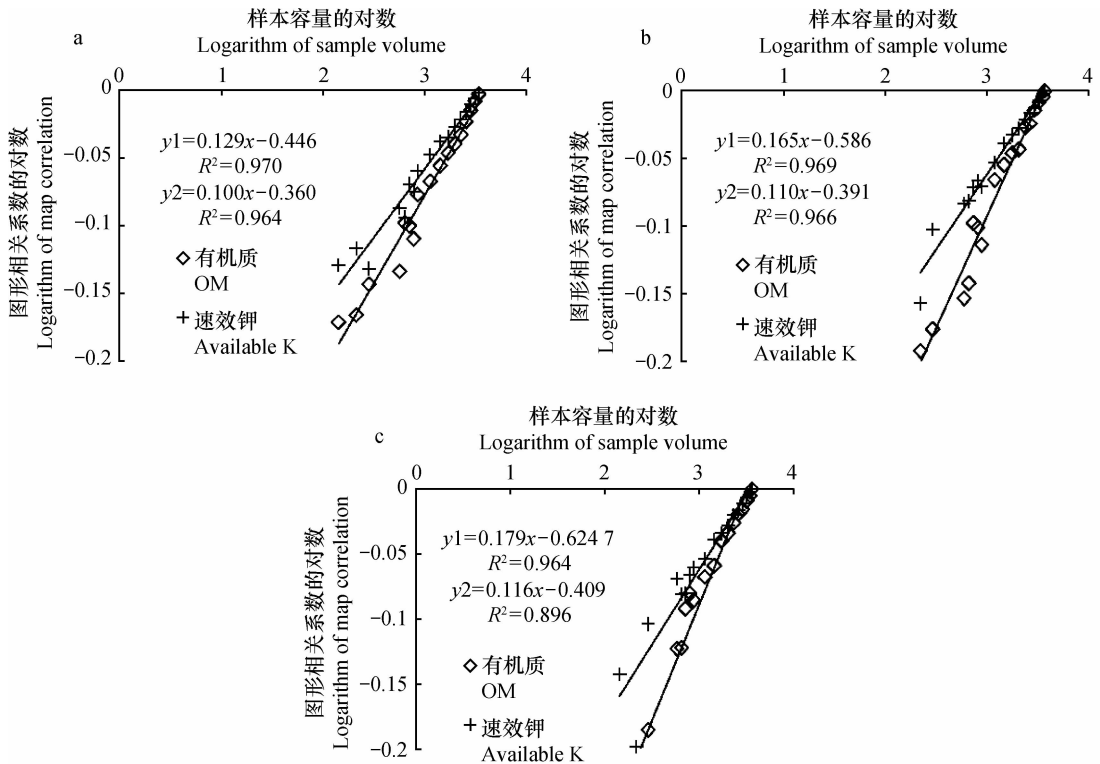 样本容量的对数
a
Logarithm of sample volume
0 1 2 3 4
0
−0.05
−0.1
−0.15
−0.2
图形相关系数的对数
Logarithm of map correlation
y1=0.129x−0.446
R²=0.970
y2=0.100x−0.360
R²=0.964
有机质
OM
速效钾
Available K
样本容量的对数
b
Logarithm of sample volume
0 1 2 3 4
0
−0.05
−0.1
−0.15
−0.2
图形相关系数的对数
Logarithm of map correlation
y1=0.165x−0.586
R²=0.969
y2=0.110x−0.391
R²=0.966
有机质
OM
速效钾
Available K
样本容量的对数
c
Logarithm of sample volume
0 1 2 3 4
0
−0.05
−0.1
−0.15
−0.2
图形相关系数的对数
Logarithm of map correlation
y1=0.179x−0.624 7
R²=0.964
y2=0.116x−0.409
R²=0.896
有机质
OM
速效钾
Available K